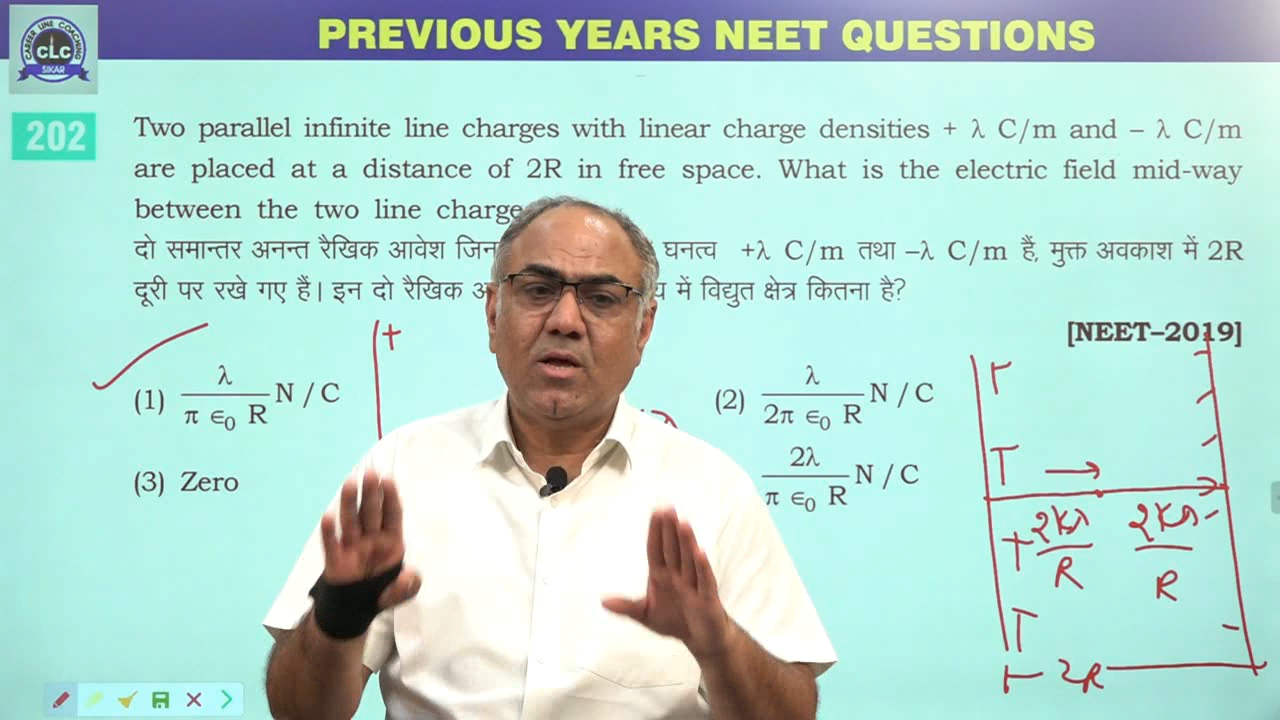 CAREER LINE COACHING
CLC
SIKAR
PREVIOUS YEARS NEET QUESTIONS
202
Two parallel infinite line charges with linear charge densities + λ C/m and – λ C/m
are placed at a distance of 2R in free space. What is the electric field mid-way
between the two line charge
दो समान्तर अनन्त रैखिक आवेश जिन घनत्व +λ C/m तथा –λ C/m हैं, मुक्त अवकाश में 2R
दूरी पर रखे गए हैं। इन दो रैखिक में विद्युत क्षेत्र कितना है?
[NEET–2019]
(1) λ / π ∈₀ R N / C
(2) λ / 2π ∈₀ R N / C
(3) Zero
2λ / π ∈₀ R N / C
+
+ 2Kλ / R
2Kλ / R
2R